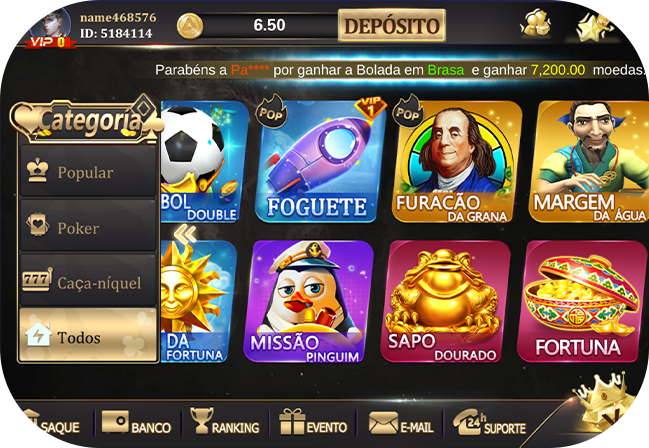 name468576
ID: 5184114
VIP 0
6.50
DEPÓSITO
Parabéns a Pa**** por ganhar a Bolada em Brasa e ganhar 7,200.00 moedas.
Categoria
Popular
Poker
777
Caça-níquel
Todos
BOL
DOUBLE
POP
VIP
1
FOGUETE
POP
FURACÃO
DA GRANA
MARGEM
DA ÁGUA
DA
FORTUNA
MISSÃO
PINGUIM
SAPO
DOURADO
FORTUNA
SAQUE
BANCO
RANKING
EVENTO
E-MAIL
24h
SUPORTE